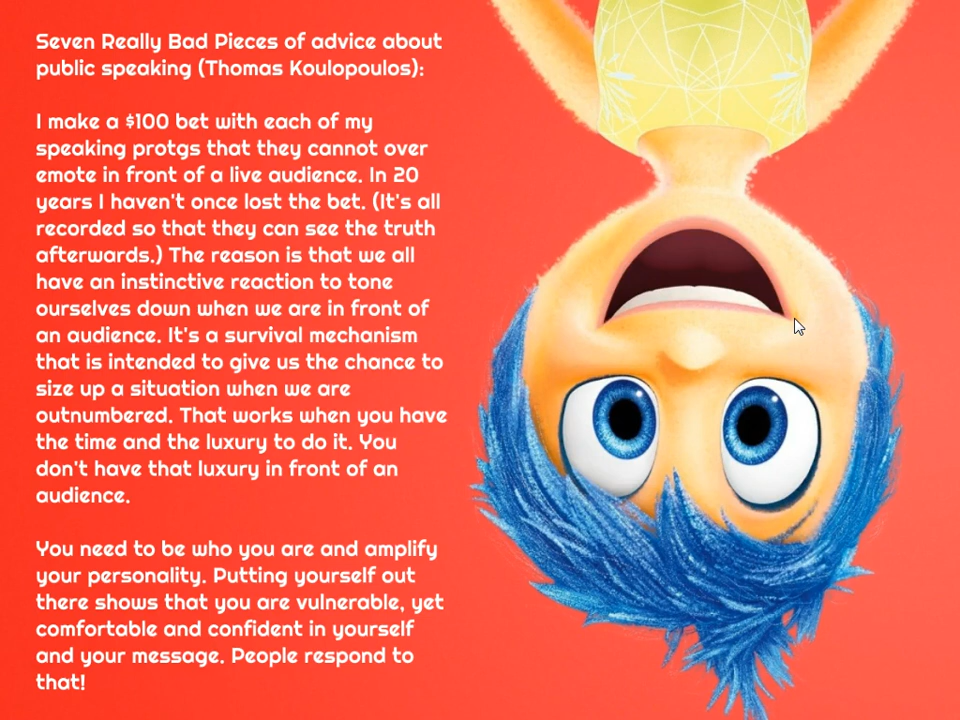 Seven Really Bad Pieces of advice about
public speaking (Thomas Koulopoulos):
I make a $100 bet with each of my
speaking protgs that they cannot over
emote in front of a live audience. In 20
years I haven't once lost the bet. (It's all
recorded so that they can see the truth
afterwards.) The reason is that we all
have an instinctive reaction to tone
ourselves down when we are in front of
an audience. It's a survival mechanism
that is intended to give us the chance to
size up a situation when we are
outnumbered. That works when you have
the time and the luxury to do it. You
don't have that luxury in front of an
audience.
You need to be who you are and amplify
your personality. Putting yourself out
there shows that you are vulnerable, yet
comfortable and confident in yourself
and your message. People respond to
that!